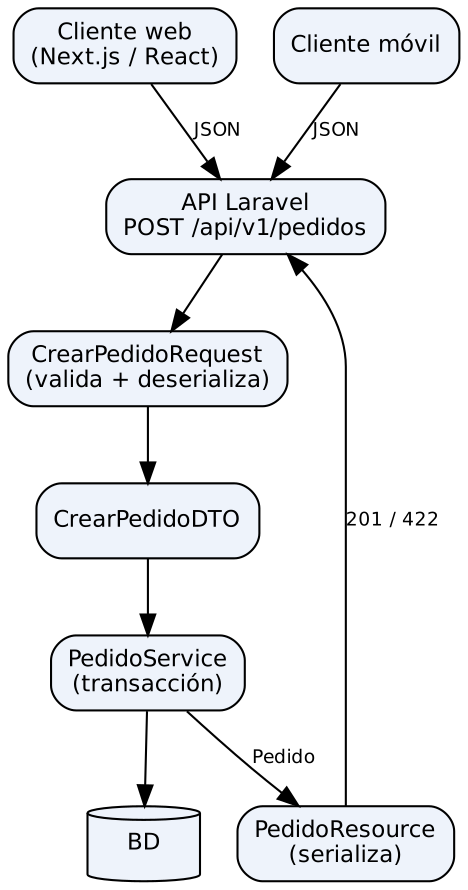 Cliente web
(Next.js / React)
Cliente móvil
JSON
JSON
API Laravel
POST /api/v1/pedidos
CrearPedidoRequest
(valida + deserializa)
CrearPedidoDTO
201 / 422
PedidoService
(transacción)
Pedido
BD
PedidoResource
(serializa)